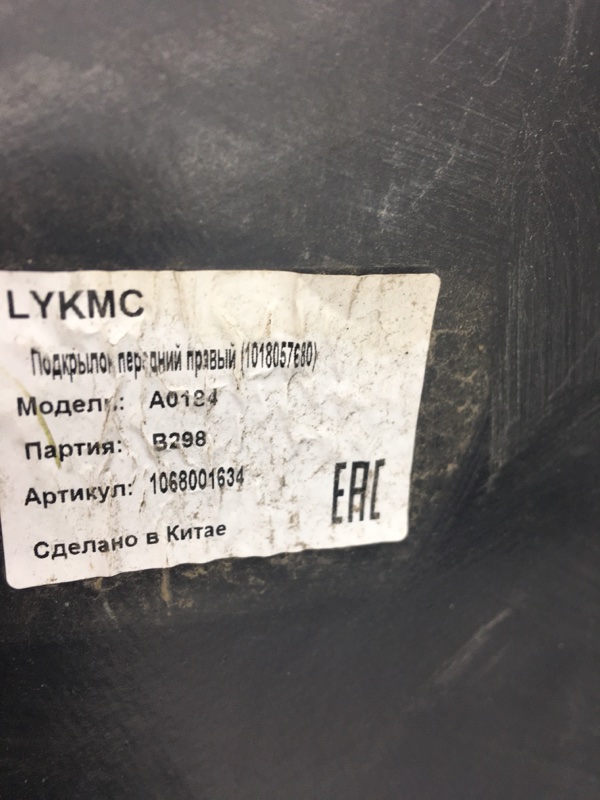 LYKMC
Подкрылок передний правый (1018057680)
Модель: A0124
Партия: B298
Артикул: 1068001634
Сделано в Китае
EAC